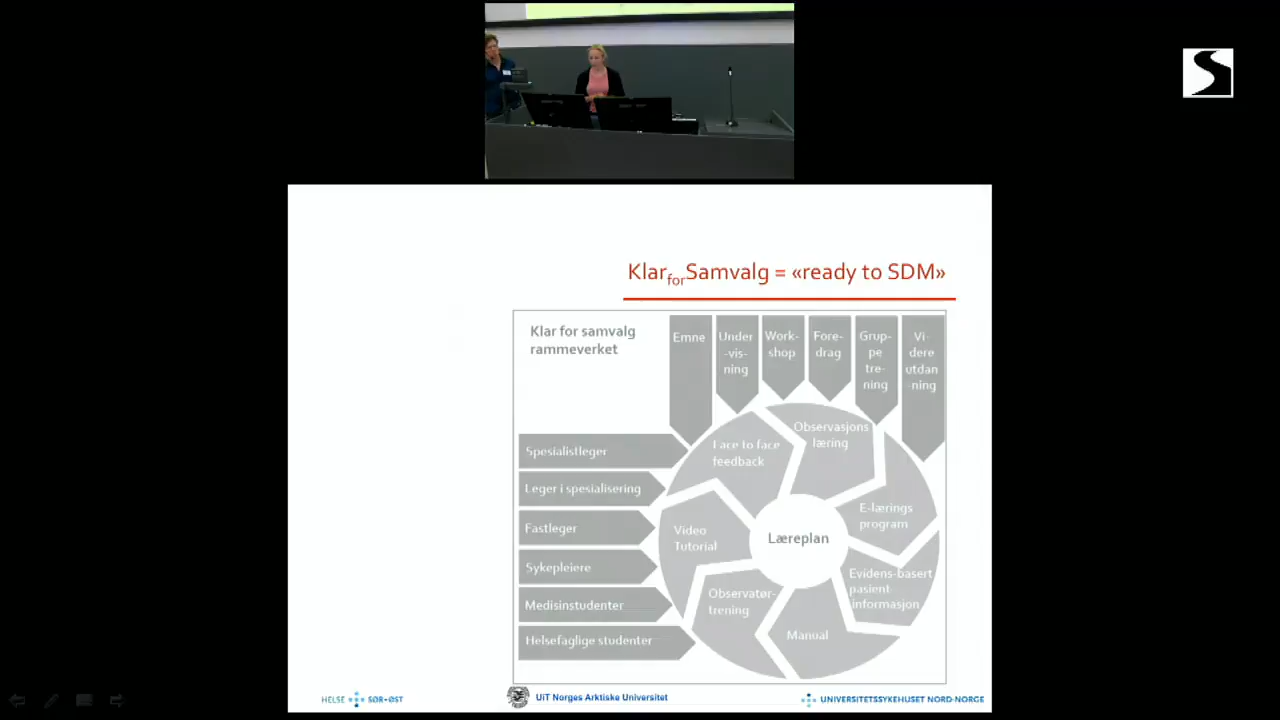 Klar for Samvalg = «ready to SDM»
Klar for samvalg
rammeverket
Emne
Under
-vis-
ning
Work-
shop
Fore-
drag
Grup-
pe
tre-
ning
Vi-
dere
utdan
-ning
Spesialistleger
Leger i spesialisering
Fastleger
Sykepleiere
Medisinstudenter
Helsefaglige studenter
Face to face
feedback
Observasjons
læring
E-lærings
program
Evidens-basert
pasient-
informasjon
Manual
Observatør-
trening
Video
Tutorial
Læreplan
HELSE SØR-ØST
UiT Norges Arktiske Universitet
UNIVERSITETSSYKEHUSET NORD-NORGE